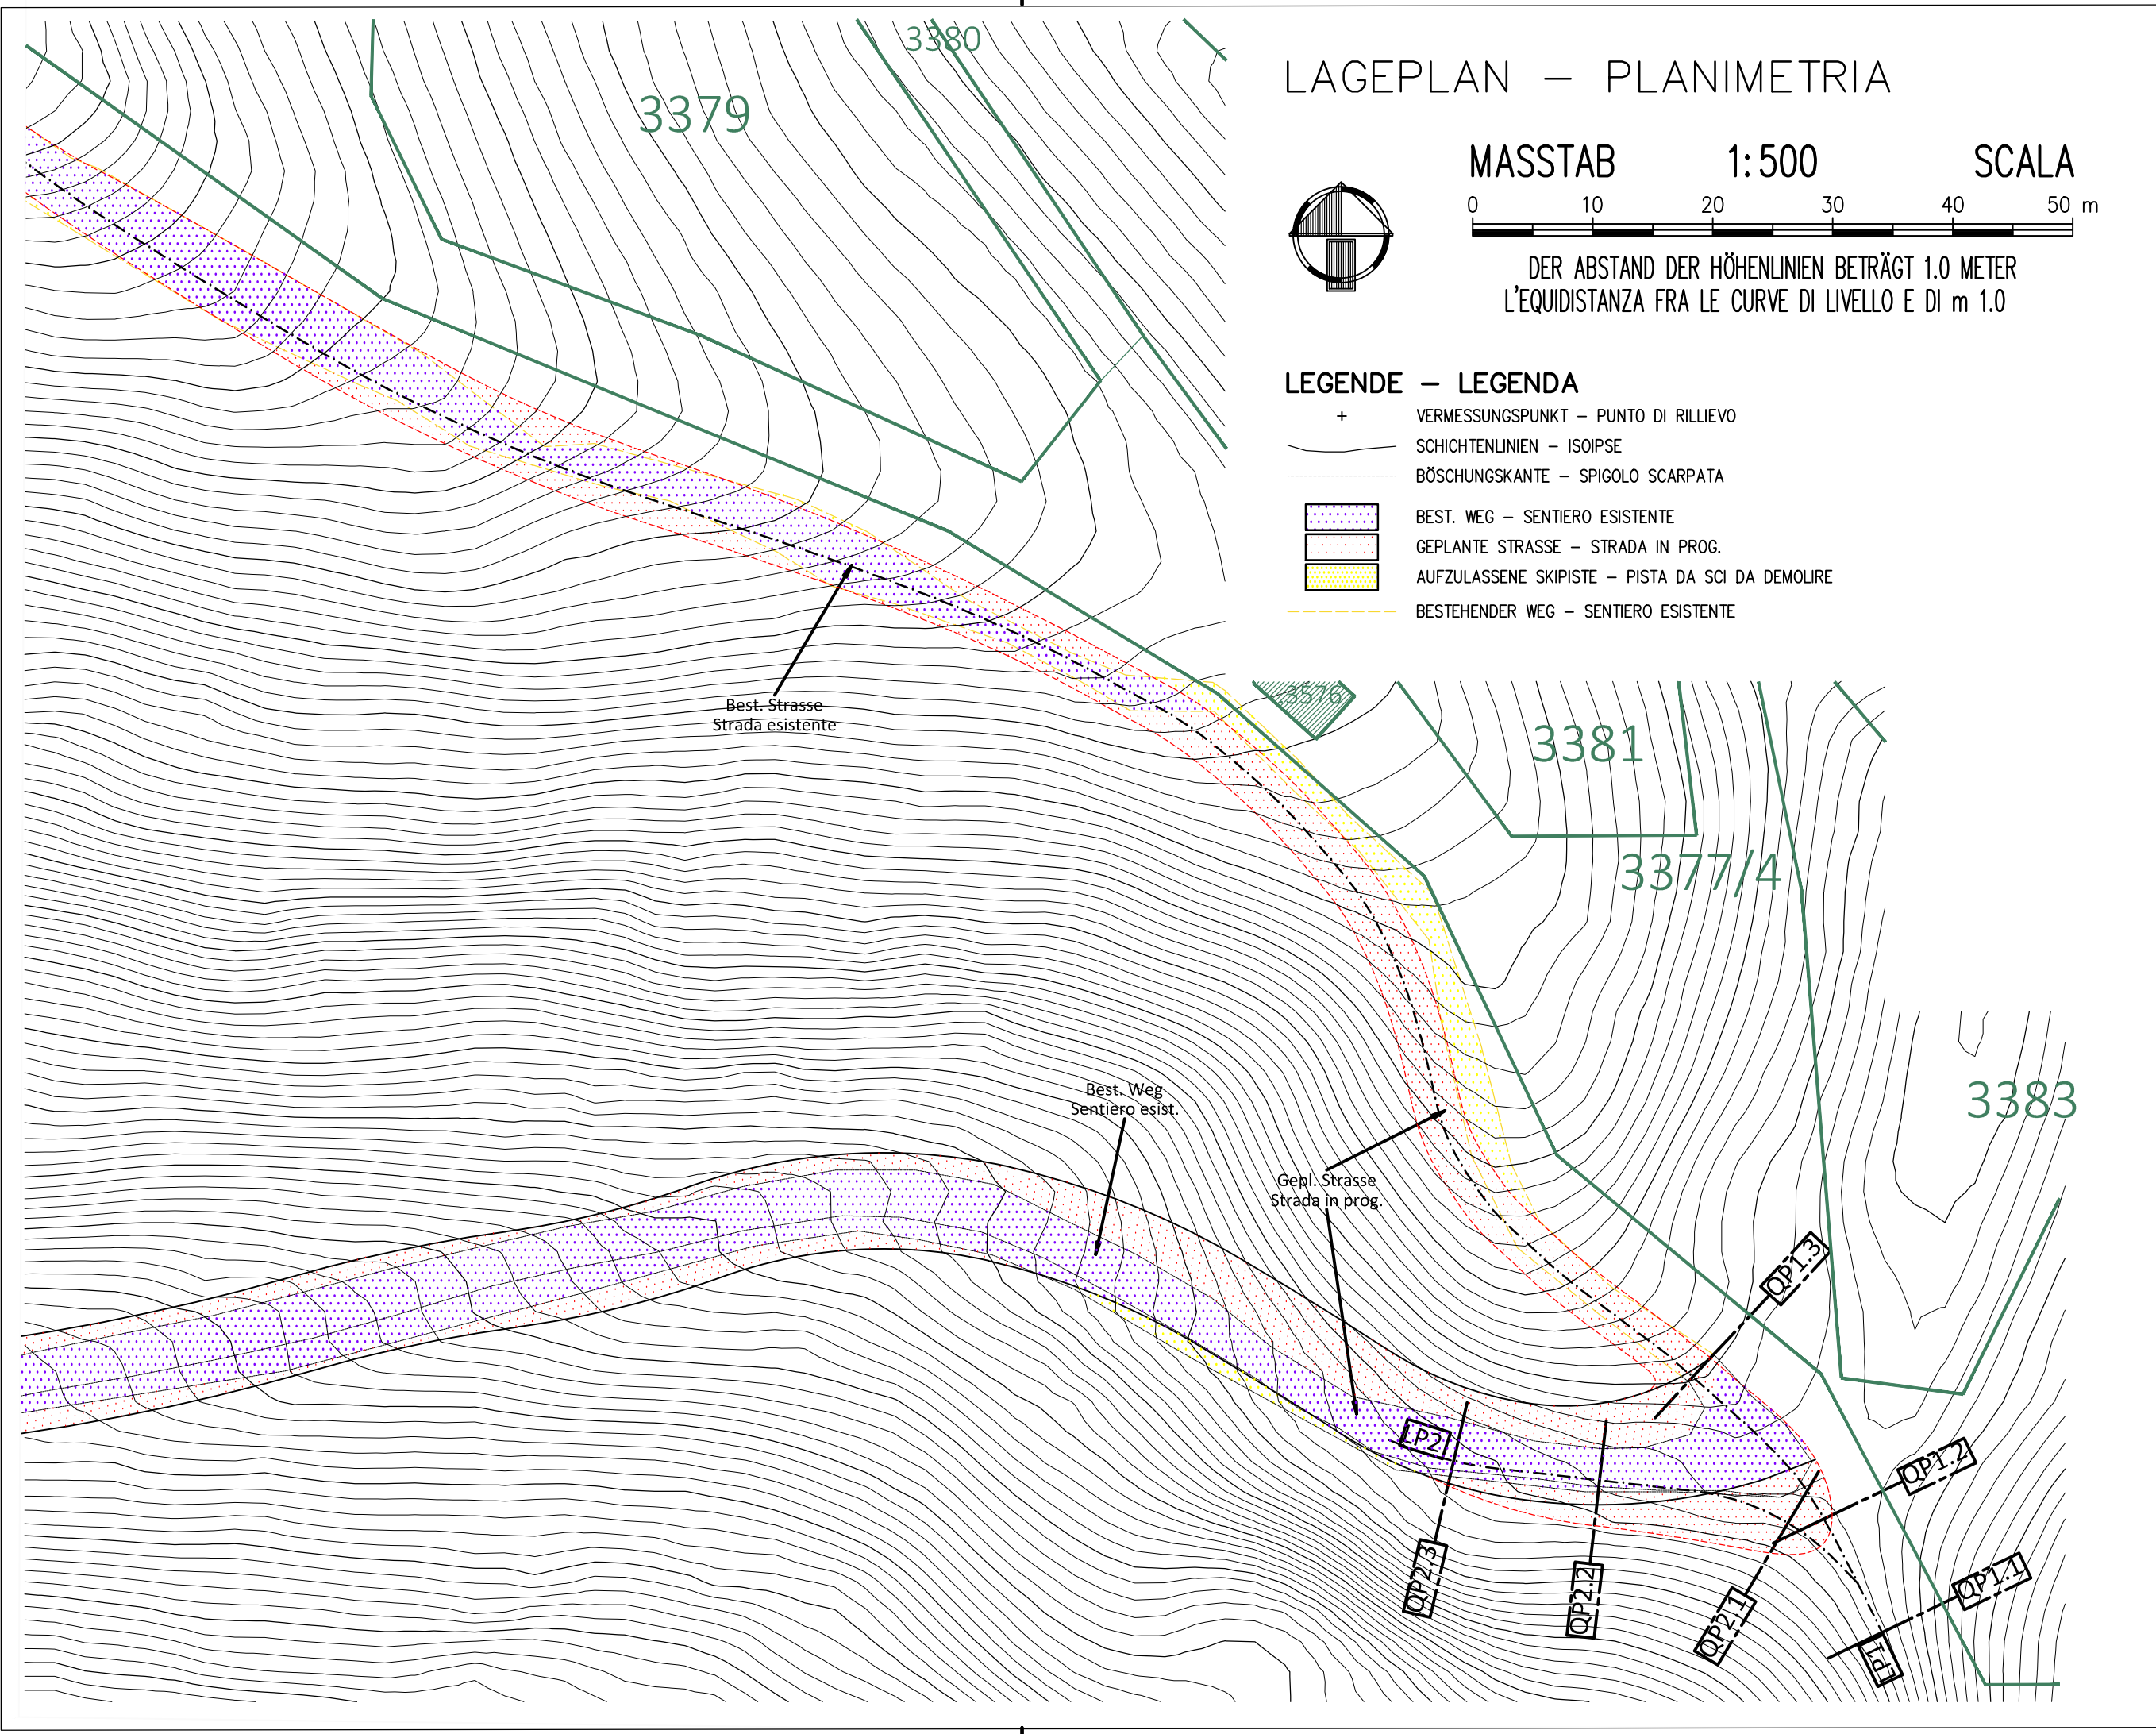 LAGEPLAN – PLANIMETRIA
MASSTAB 1:500 SCALA
0 10 20 30 40 50 m
DER ABSTAND DER HÖHENLINIEN BETRÄGT 1.0 METER
L'EQUIDISTANZA FRA LE CURVE DI LIVELLO E DI m 1.0
LEGENDE – LEGENDA
VERMESSUNGSPUNKT – PUNTO DI RILLIEVO
SCHICHTENLINIEN – ISOIPSE
BÖSCHUNGSKANTE – SPIGOLO SCARPATA
BEST. WEG – SENTIERO ESISTENTE
GEPLANTE STRASSE – STRADA IN PROG.
AUFZULASSENE SKIPISTE – PISTA DA SCI DA DEMOLIRE
BESTEHENDER WEG – SENTIERO ESISTENTE
3380
3379
.3576
3381
3377/4
3383
Best. Strasse
Strada esistente
Best. Weg
Sentiero esist.
Gepl. Strasse
Strada in prog.
QP1.3
LP2
QP1.2
QP2.3
QP2.2
QP2.1
QP1.1
LP1